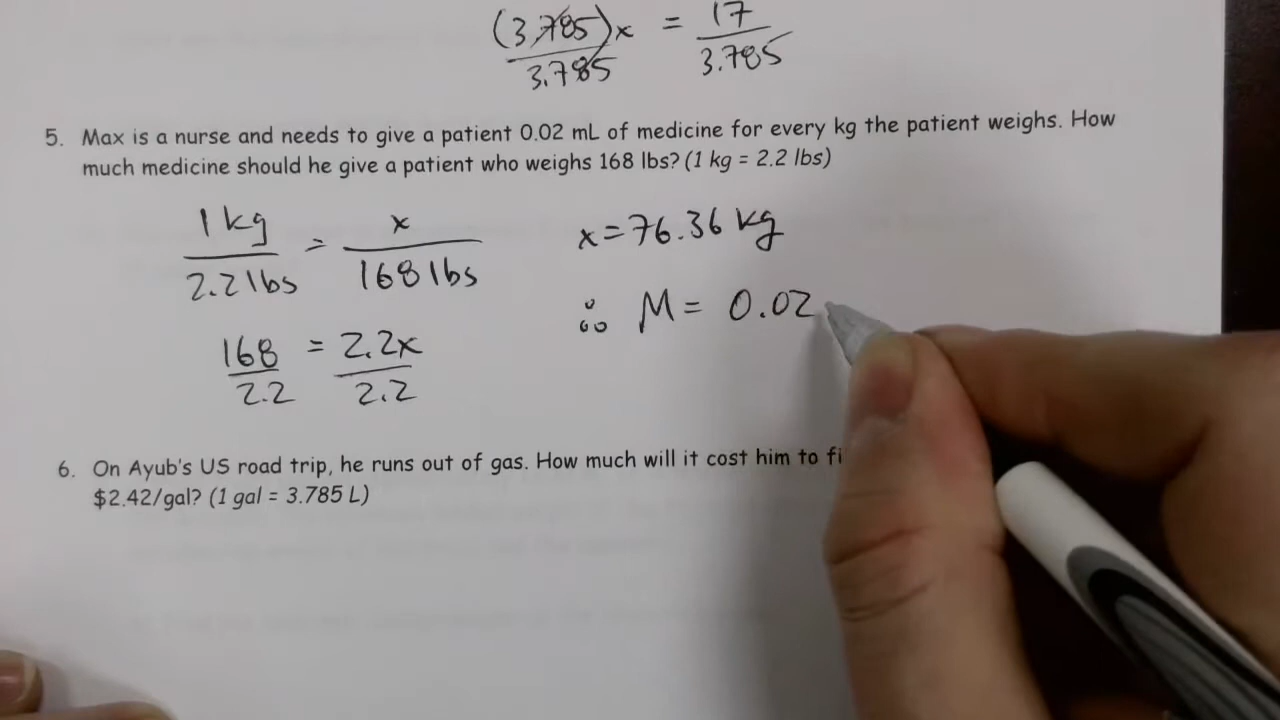 (3.785)x = 17
3.785 3.785
5. Max is a nurse and needs to give a patient 0.02 mL of medicine for every kg the patient weighs. How
much medicine should he give a patient who weighs 168 lbs? (1 kg = 2.2 lbs)
1 kg = x
2.2 lbs 168 lbs
x = 76.36 kg
∴ M = 0.02
168 = 2.2x
2.2 2.2
6. On Ayub's US road trip, he runs out of gas. How much will it cost him to fi
$2.42/gal? (1 gal = 3.785 L)